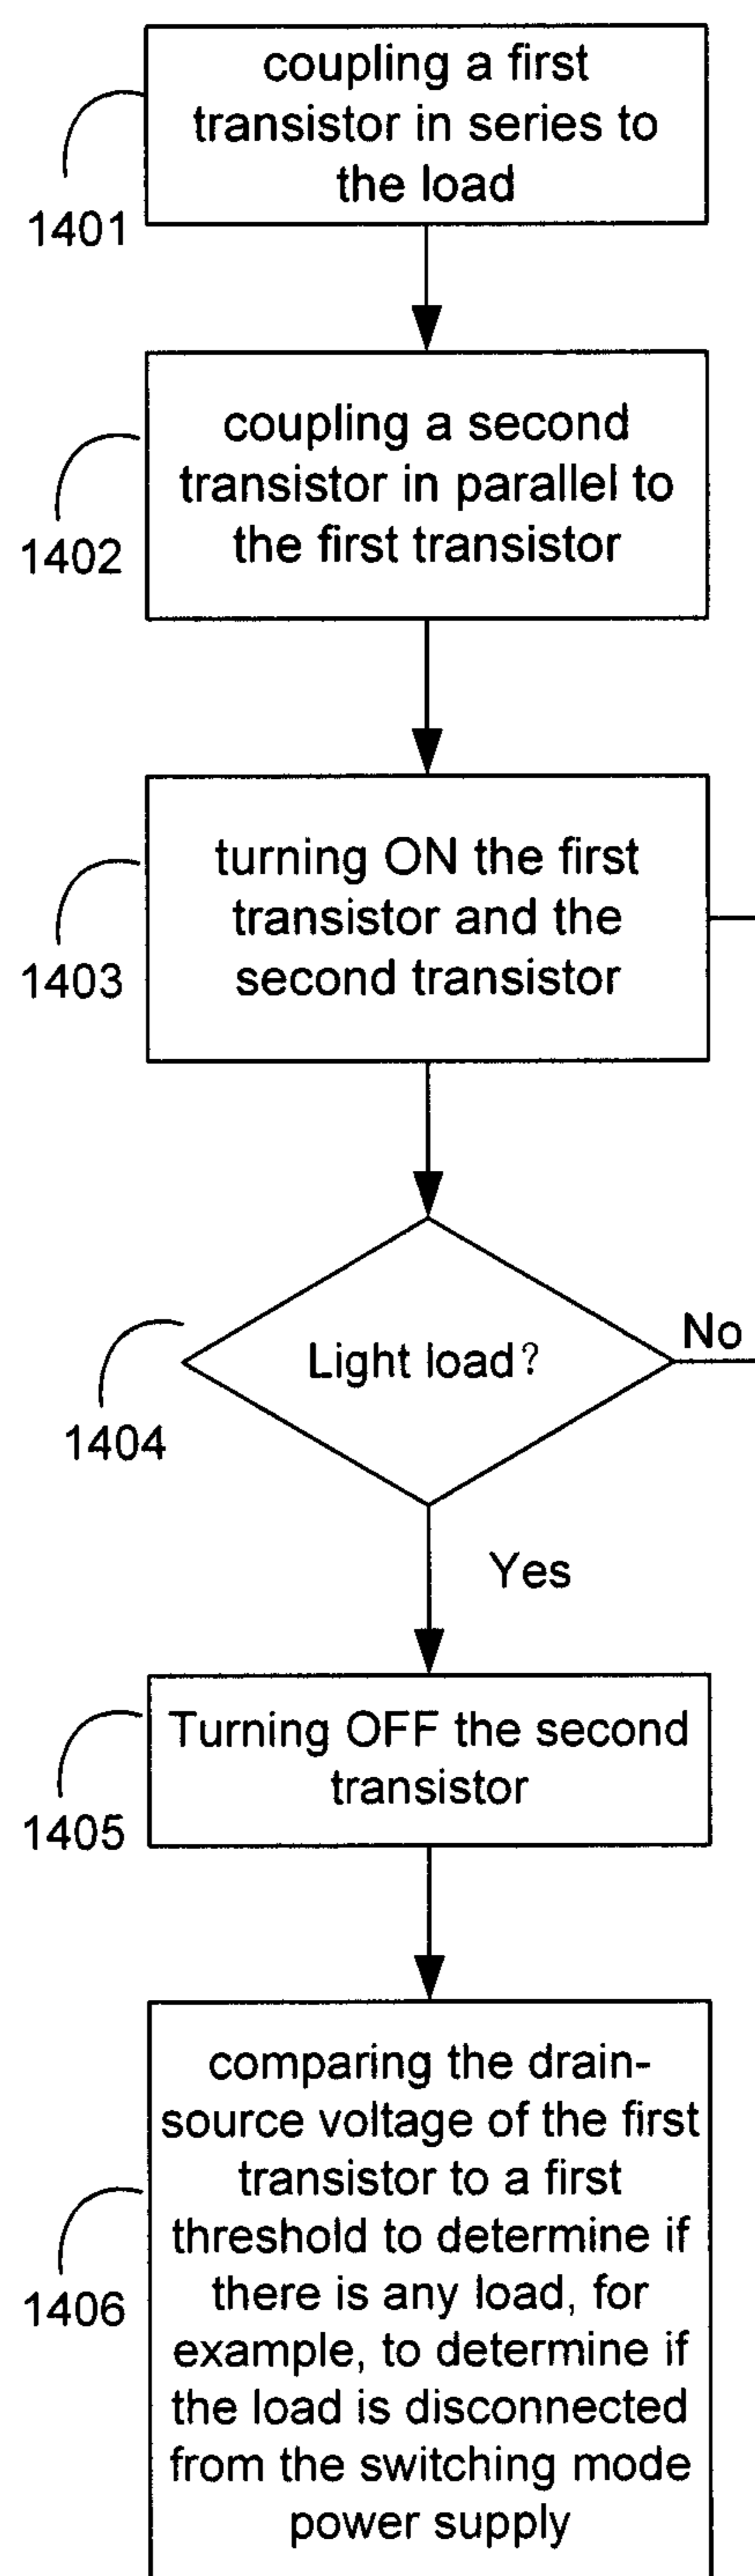 coupling a first
transistor in series to
the load
1401
coupling a second
transistor in parallel to
the first transistor
1402
turning ON the first
transistor and the
second transistor
1403
Light load?
No
1404
Yes
Turning OFF the second
transistor
1405
comparing the drain-
source voltage of the first
transistor to a first
threshold to determine if
there is any load, for
example, to determine if
the load is disconnected
from the switching mode
power supply
1406